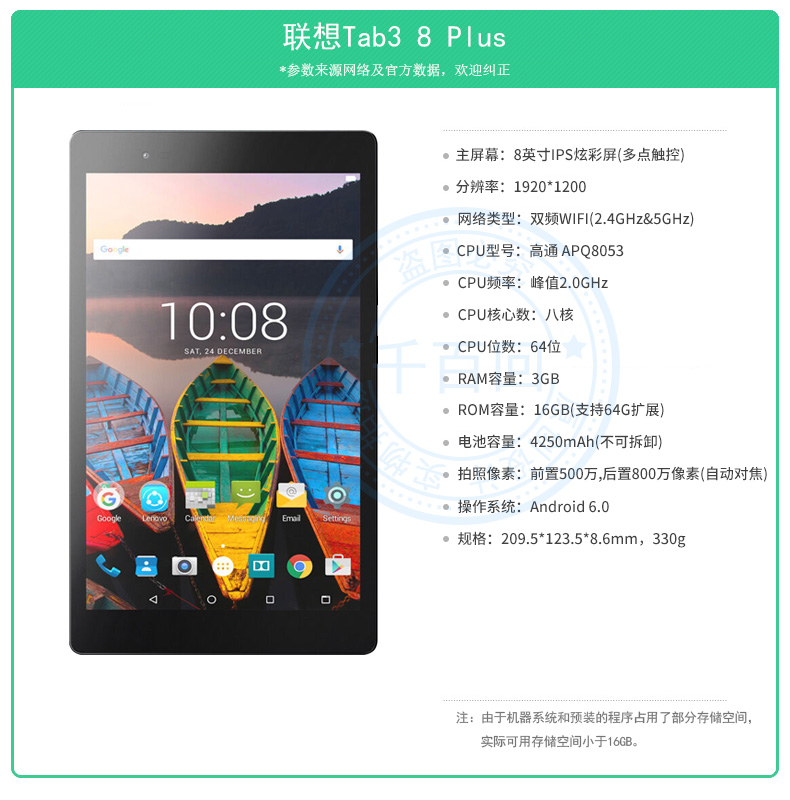 联想Tab3 8 Plus
*参数来源网络及官方数据，欢迎纠正
主屏幕：8英寸IPS炫彩屏(多点触控)
分辨率：1920*1200
网络类型：双频WIFI(2.4GHz&5GHz)
CPU型号：高通 APQ8053
CPU频率：峰值2.0GHz
CPU核心数：八核
CPU位数：64位
RAM容量：3GB
ROM容量：16GB(支持64G扩展)
电池容量：4250mAh(不可拆卸)
拍照像素：前置500万,后置800万像素(自动对焦)
操作系统：Android 6.0
规格：209.5*123.5*8.6mm，330g
Google
10:08
SAT, 24 DECEMBER
Google Lenovo Calendar Messaging Email Settings
盗图必究
千百回
注：由于机器系统和预装的程序占用了部分存储空间，
实际可用存储空间小于16GB。